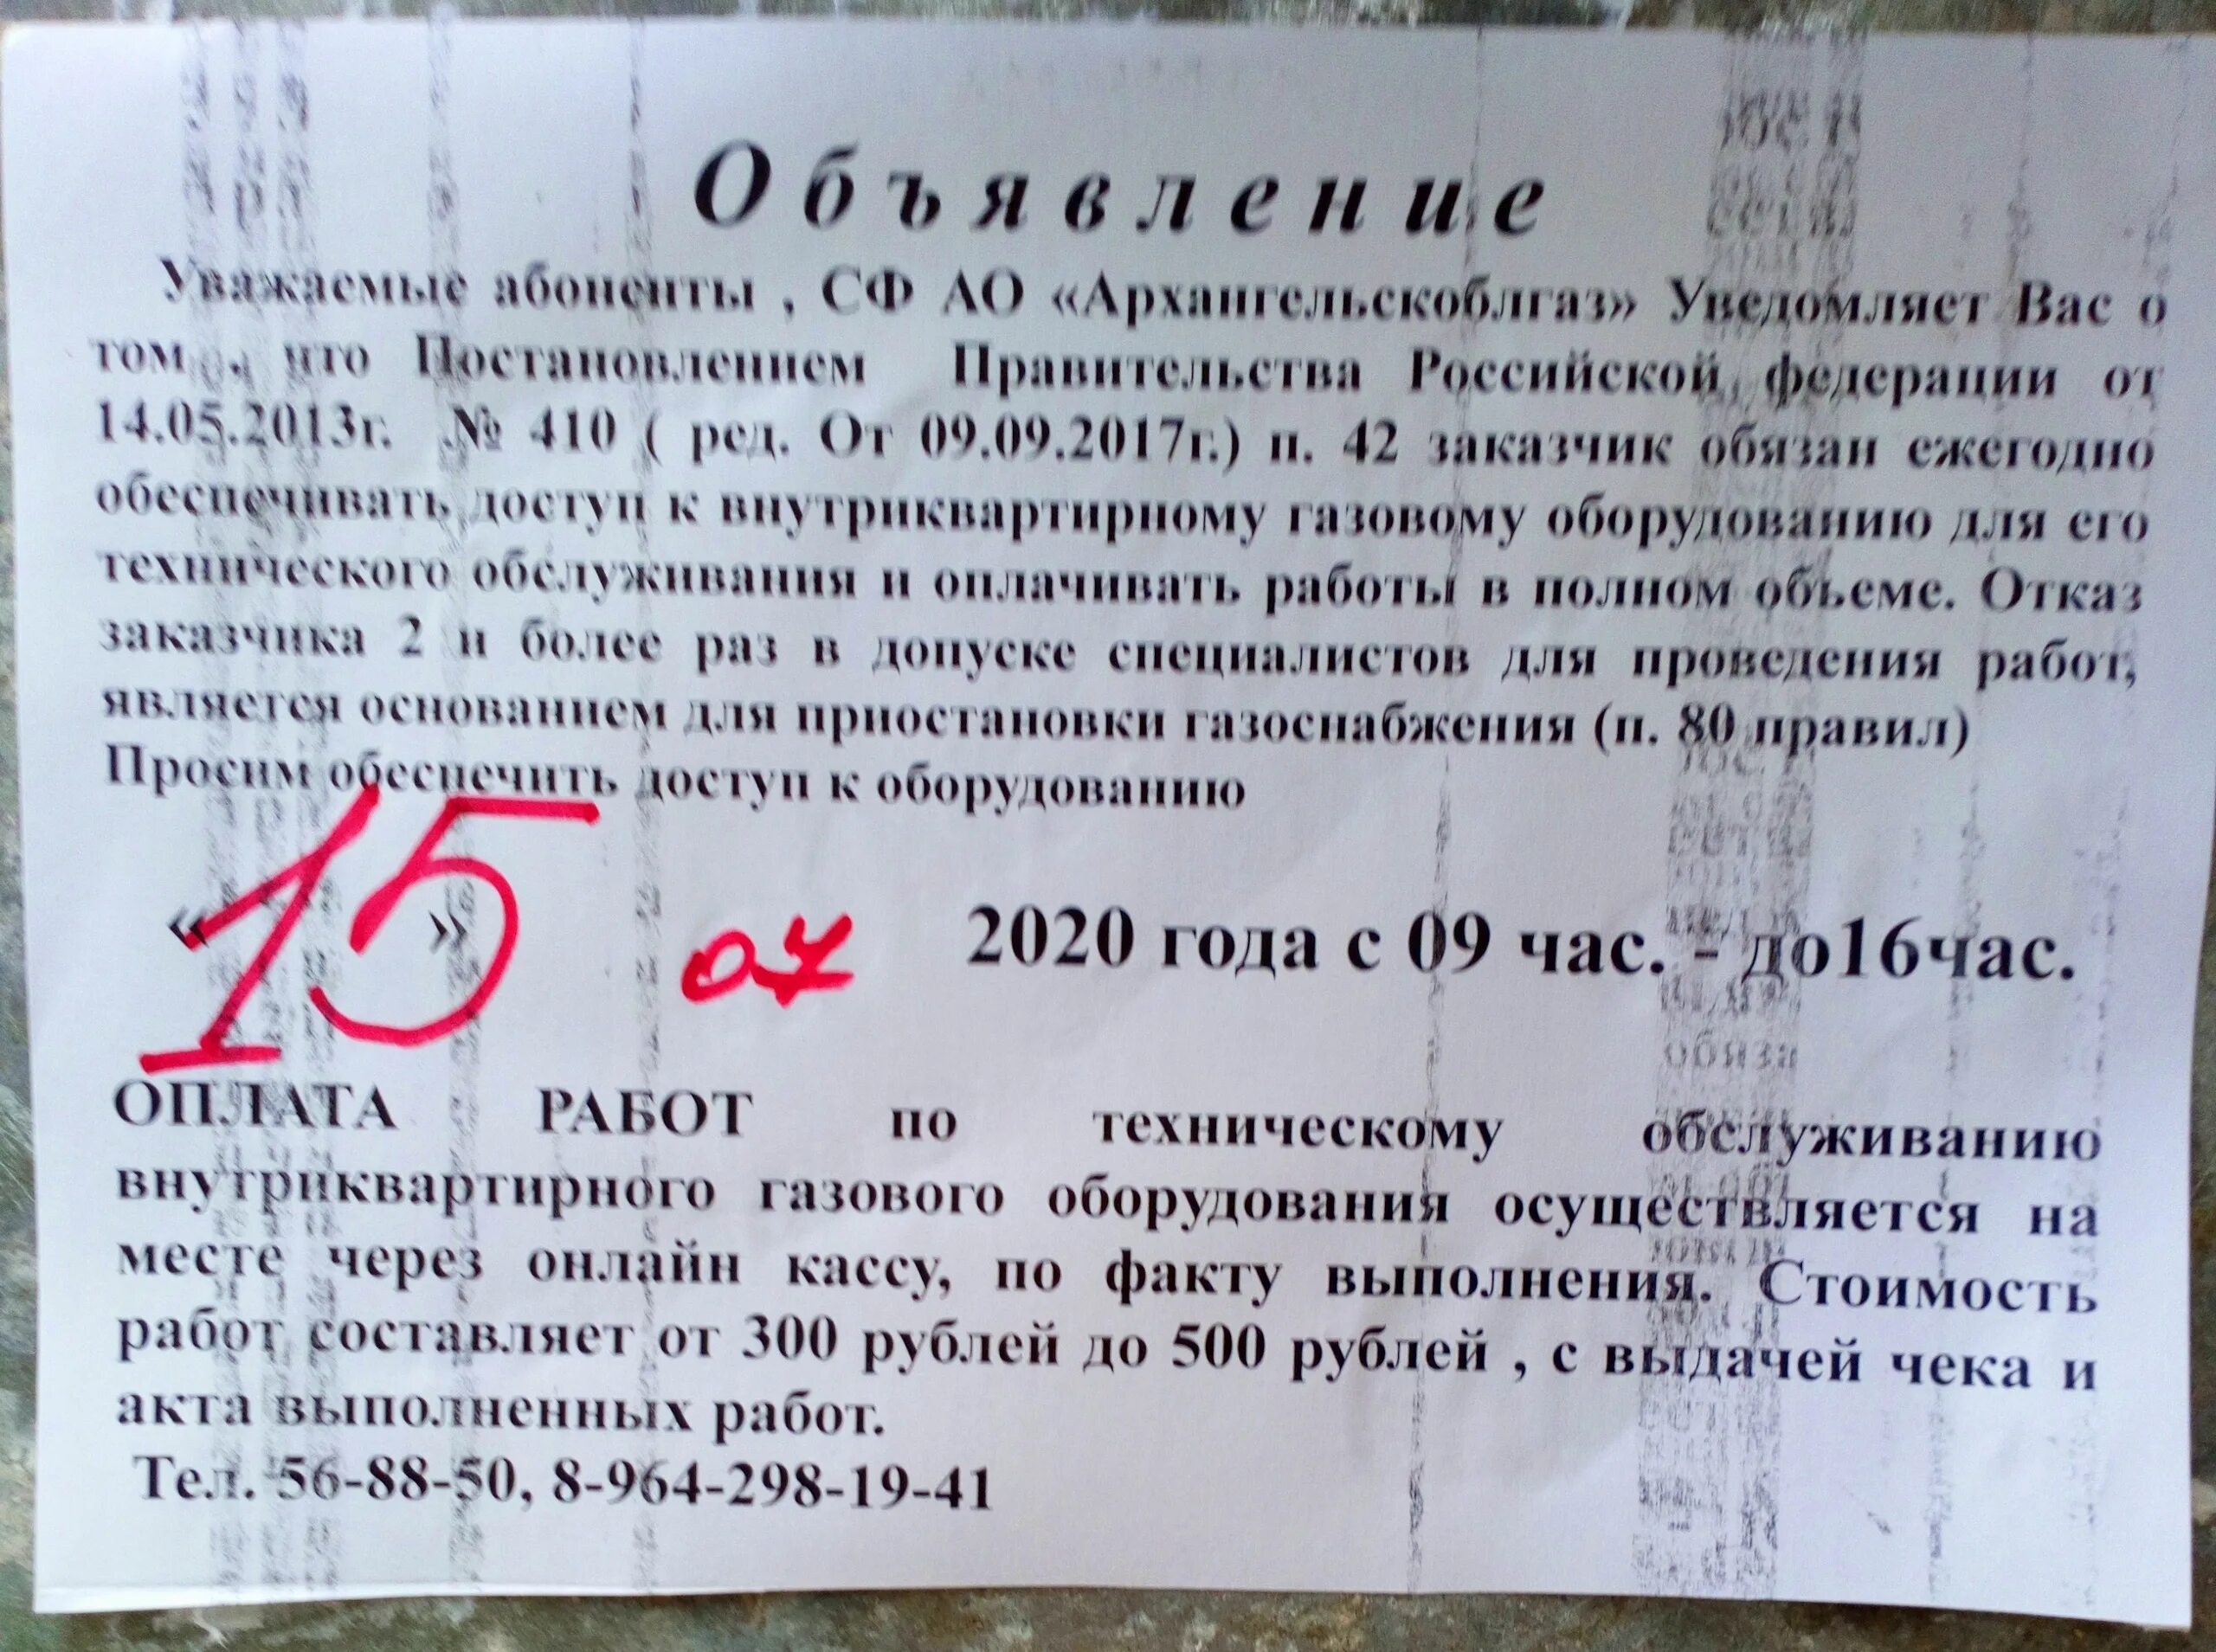 Объявление
Уважаемые абоненты , СФ АО «Архангельскоблгаз» Уведомляет Вас о
том , что Постановлением Правительства Российской федерации от
14.05.2013г. № 410 ( ред. От 09.09.2017г.) п. 42 заказчик обязан ежегодно
обеспечивать доступ к внутриквартирному газовому оборудованию для его
технического обслуживания и оплачивать работы в полном объеме. Отказ
заказчика 2 и более раз в допуске специалистов для проведения работ,
является основанием для приостановки газоснабжения (п. 80 правил)
Просим обеспечить доступ к оборудованию
«15» 07 2020 года с 09 час. - до16час.
ОПЛАТА РАБОТ по техническому обслуживанию
внутриквартирного газового оборудования осуществляется на
месте через онлайн кассу, по факту выполнения. Стоимость
работ составляет от 300 рублей до 500 рублей , с выдачей чека и
акта выполненных работ.
Тел. 56-88-50, 8-964-298-19-41